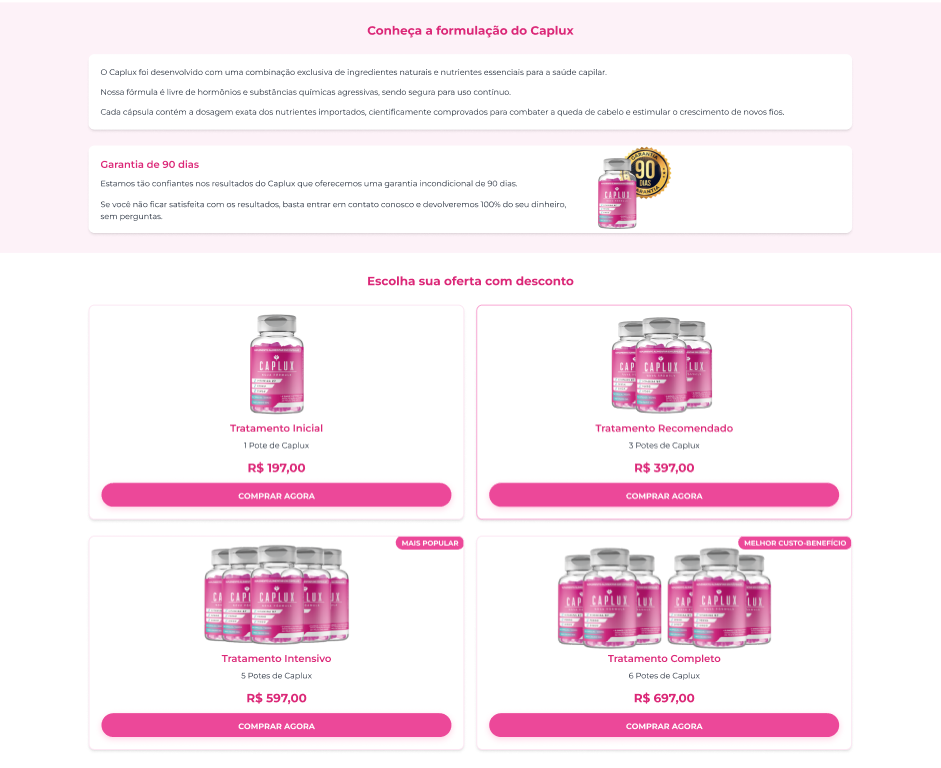 Conheça a formulação do Caplux
O Caplux foi desenvolvido com uma combinação exclusiva de ingredientes naturais e nutrientes essenciais para a saúde capilar.
Nossa fórmula é livre de hormônios e substâncias químicas agressivas, sendo segura para uso contínuo.
Cada cápsula contém a dosagem exata dos nutrientes importados, cientificamente comprovados para combater a queda de cabelo e estimular o crescimento de novos fios.
Garantia de 90 dias
Estamos tão confiantes nos resultados do Caplux que oferecemos uma garantia incondicional de 90 dias.
Se você não ficar satisfeita com os resultados, basta entrar em contato conosco e devolveremos 100% do seu dinheiro,
sem perguntas.
GARANTIA
90
DIAS
GARANTIA
CAPLUX
Escolha sua oferta com desconto
CAPLUX
Tratamento Inicial
1 Pote de Caplux
R$ 197,00
COMPRAR AGORA
CAPLUX
Tratamento Recomendado
3 Potes de Caplux
R$ 397,00
COMPRAR AGORA
MAIS POPULAR
CAPLUX
Tratamento Intensivo
5 Potes de Caplux
R$ 597,00
COMPRAR AGORA
MELHOR CUSTO-BENEFÍCIO
CAPLUX
CAPLUX
Tratamento Completo
6 Potes de Caplux
R$ 697,00
COMPRAR AGORA